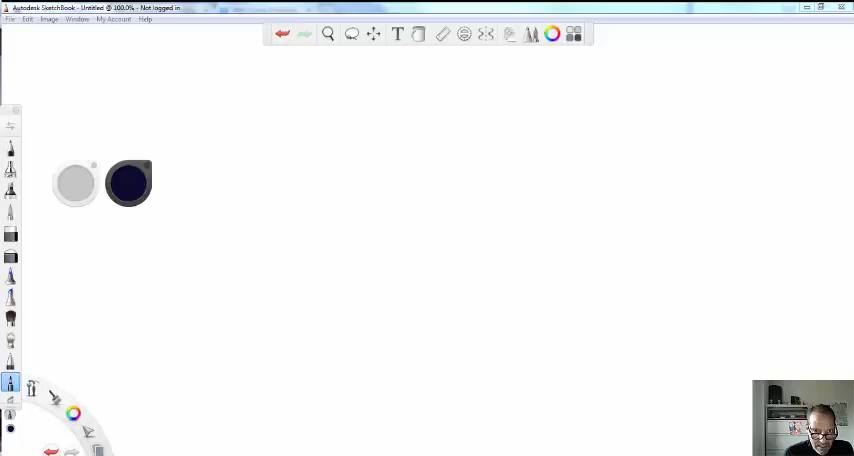 Autodesk SketchBook - Untitled @ 100.0% - Not logged in
File Edit Image Window My Account Help
T